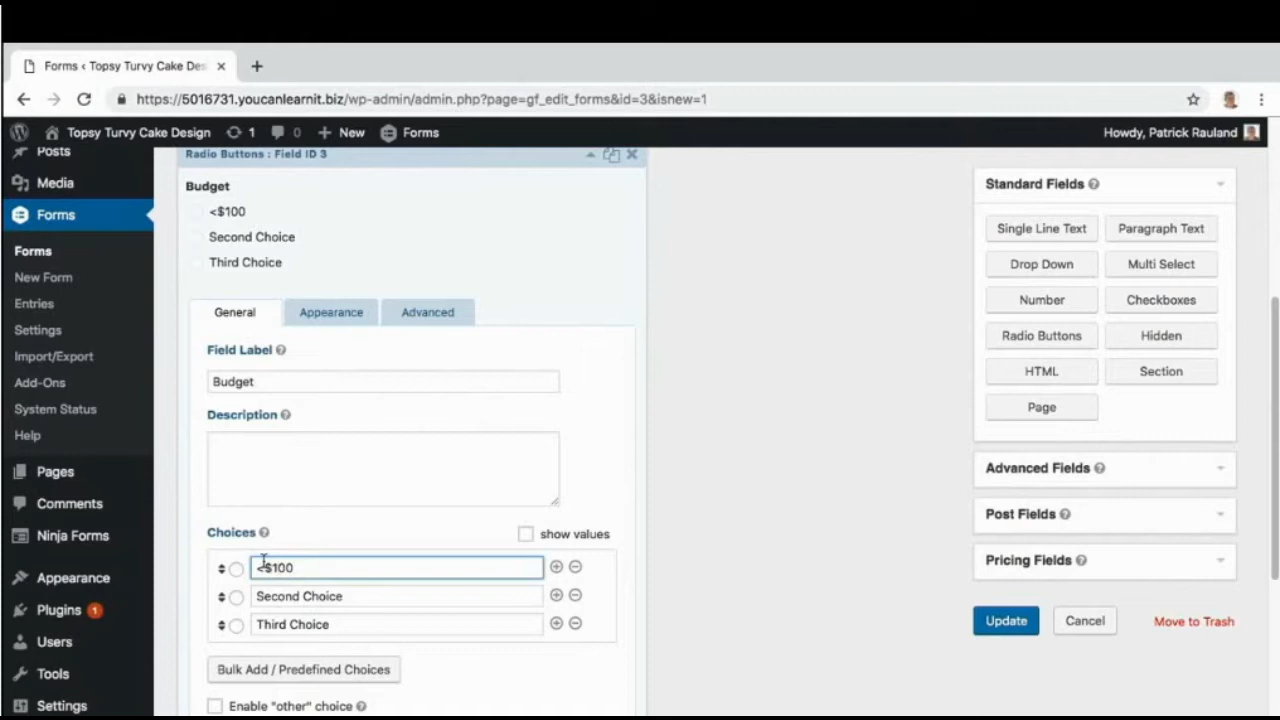 Forms < Topsy Turvy Cake Des
https://5016731.youcanlearnit.biz/wp-admin/admin.php?page=gf_edit_forms&id=3&isnew=1
Topsy Turvy Cake Design 1 0 New Forms Howdy, Patrick Rauland
Posts
Media
Forms
Forms
New Form
Entries
Settings
Import/Export
Add-Ons
System Status
Help
Pages
Comments
Ninja Forms
Appearance
Plugins 1
Users
Tools
Settings
Radio Buttons : Field ID 3
Budget
<$100
Second Choice
Third Choice
General Appearance Advanced
Field Label
Budget
Description
Choices show values
<$100
Second Choice
Third Choice
Bulk Add / Predefined Choices
Enable "other" choice
Standard Fields
Single Line Text Paragraph Text
Drop Down Multi Select
Number Checkboxes
Radio Buttons Hidden
HTML Section
Page
Advanced Fields
Post Fields
Pricing Fields
Update Cancel Move to Trash